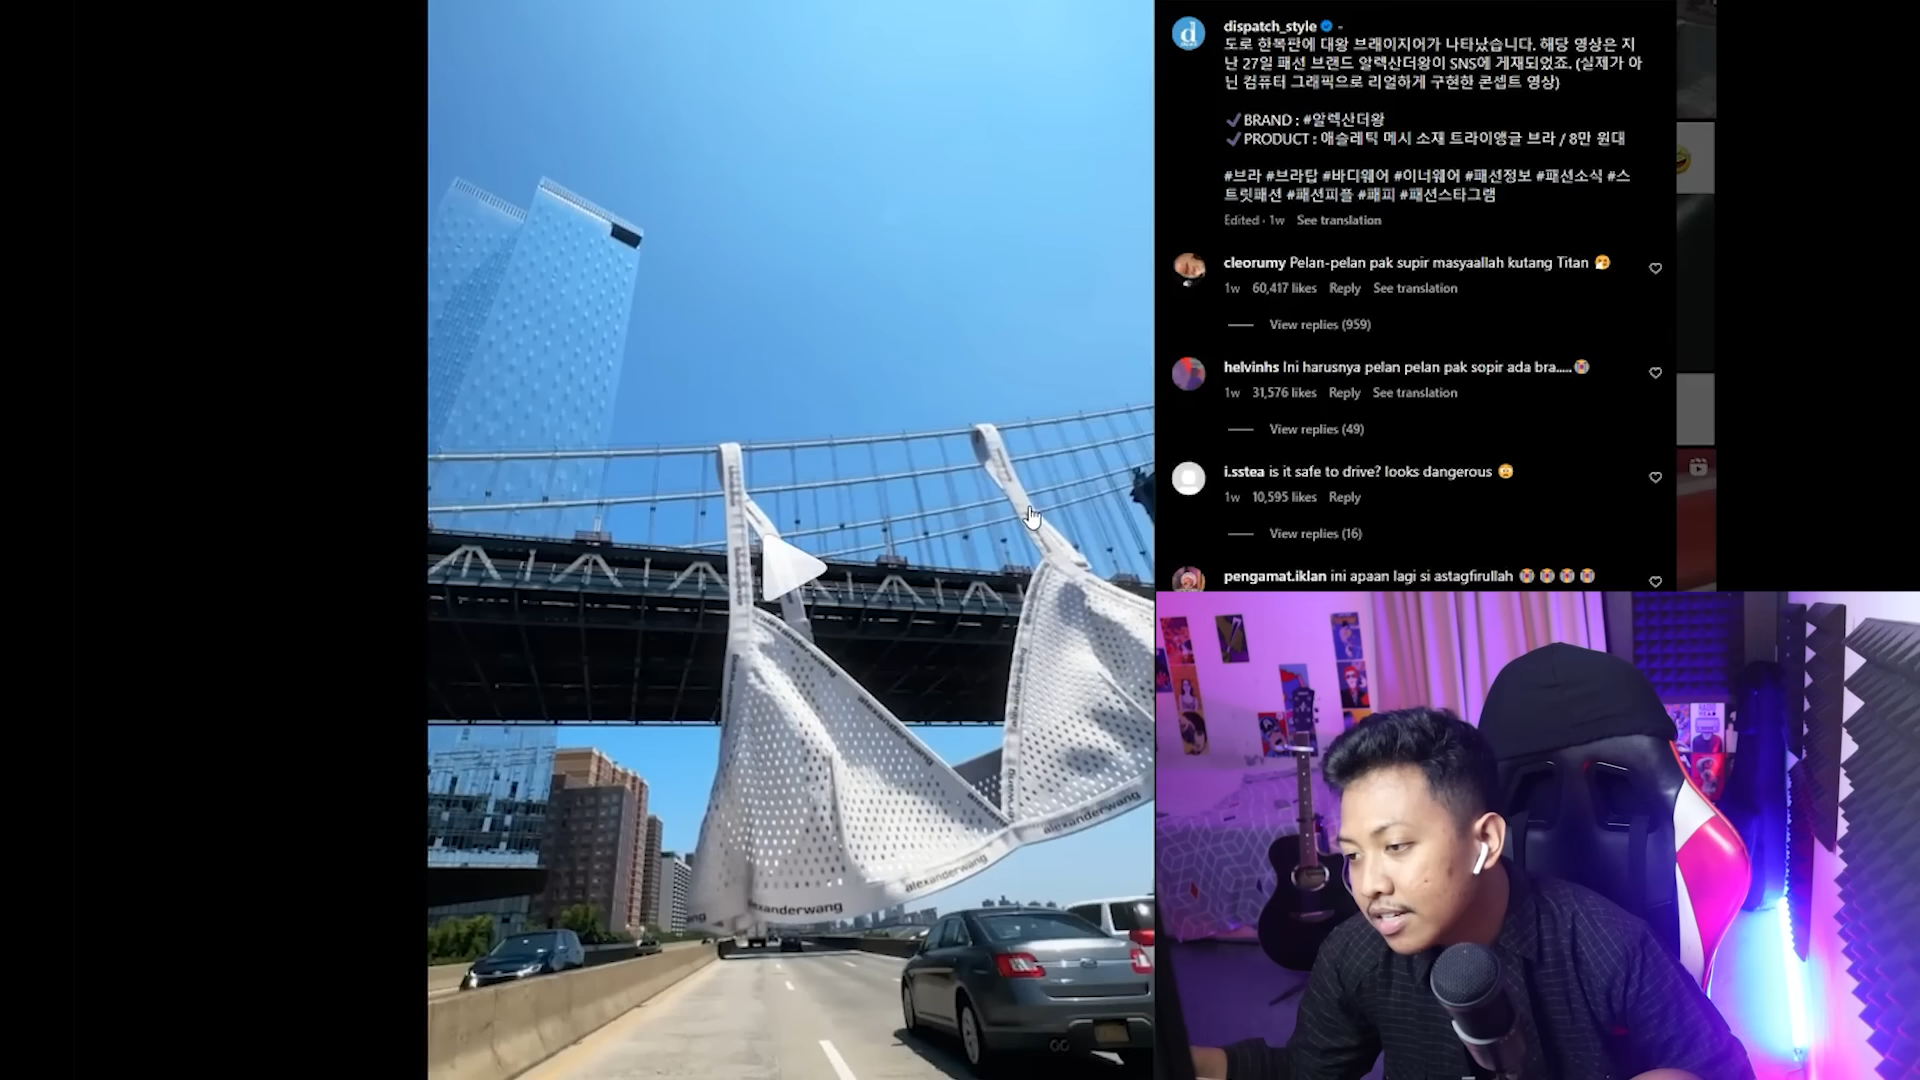 dispatch_style -
도로 한복판에 대왕 브래이지어가 나타났습니다. 해당 영상은 지
난 27일 패션 브랜드 알렉산더왕이 SNS에 게재되었죠. (실제가 아
닌 컴퓨터 그래픽으로 리얼하게 구현한 콘셉트 영상)
✔BRAND : #알렉산더왕
✔PRODUCT : 애슬레틱 메시 소재 트라이앵글 브라 / 8만 원대
#브라 #브라탑 #바디웨어 #이너웨어 #패션정보 #패션소식 #스
트릿패션 #패션피플 #패피 #패션스타그램
Edited · 1w See translation
cleorumy Pelan-pelan pak supir masyaallah kutang Titan 🤧
1w 60,417 likes Reply See translation
View replies (959)
helvinhs Ini harusnya pelan pelan pak sopir ada bra.....😭
1w 31,576 likes Reply See translation
View replies (49)
i.sstea is it safe to drive? looks dangerous 😳
1w 10,595 likes Reply
View replies (16)
pengamat.iklan ini apaan lagi si astagfirullah 😭😭😭😭
alexanderwang
alexanderwang
alexanderwang
alexanderwang
alexanderwang